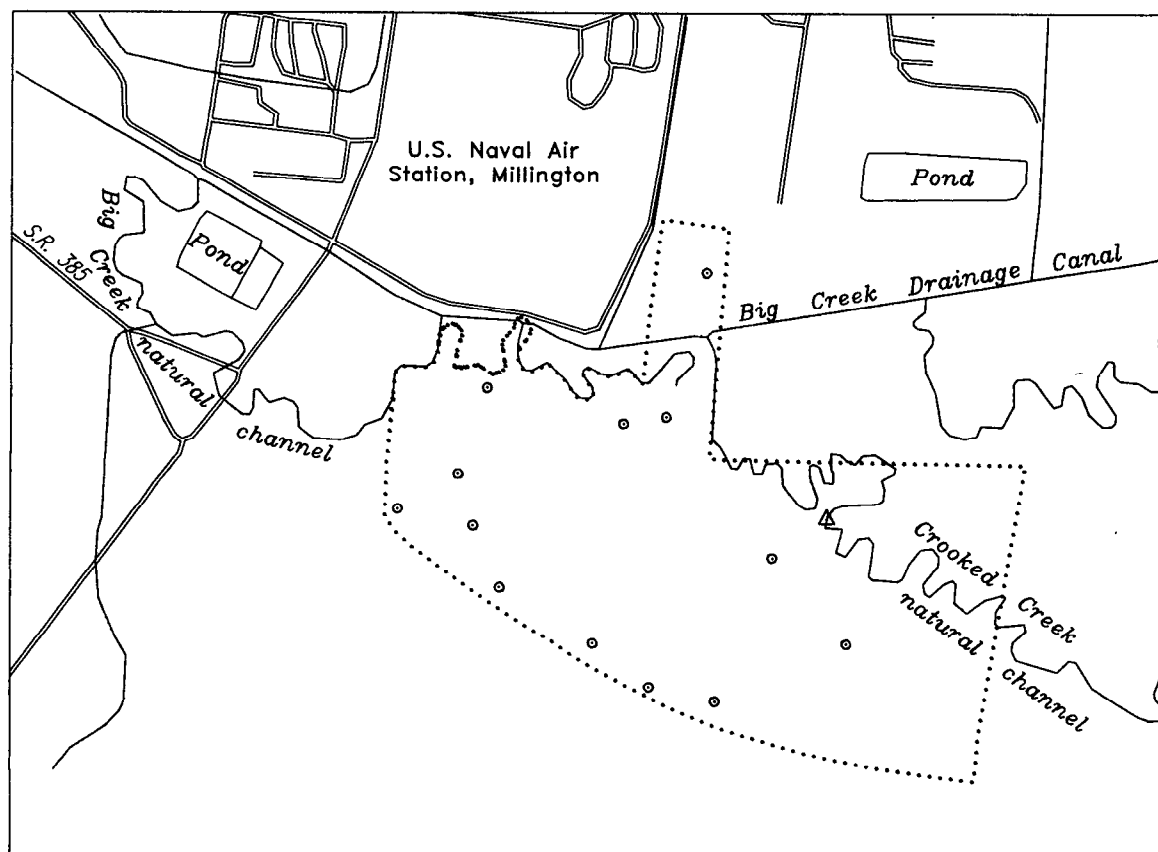 U.S. Naval Air
Station, Millington
Pond
Big
Creek
natural
channel
S.R. 385
Pond
Big Creek Drainage Canal
Crooked Creek
natural channel